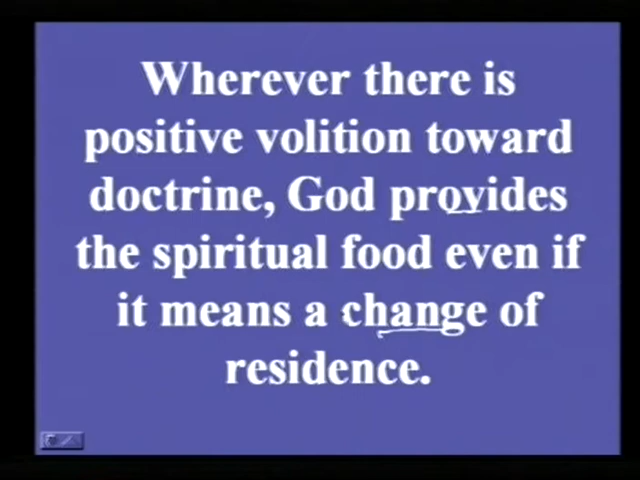 Wherever there is
positive volition toward
doctrine, God provides
the spiritual food even if
it means a change of
residence.